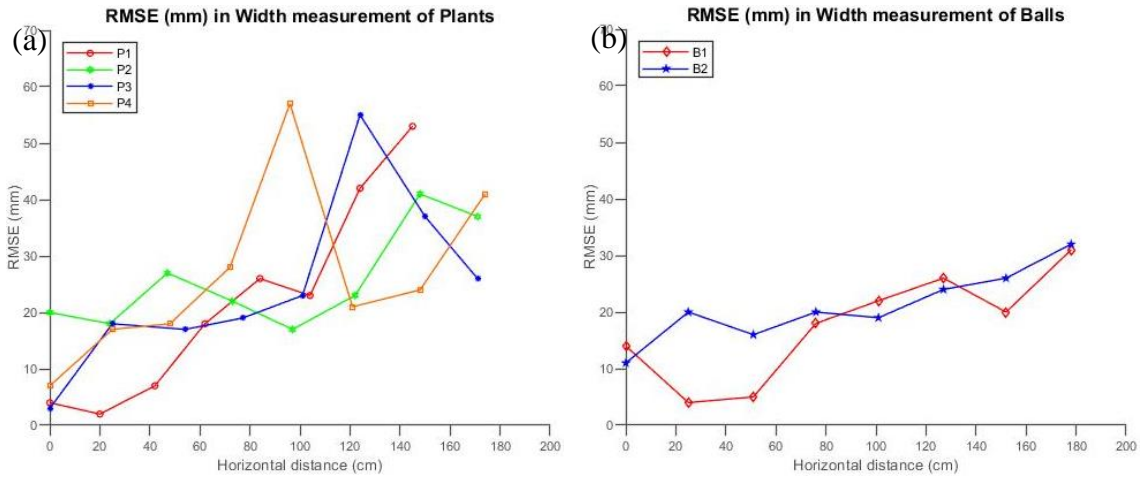 RMSE (mm) in Width measurement of Plants
(a)
P1
P2
P3
P4
70
60
50
40
30
20
10
0
RMSE (mm)
0 20 40 60 80 100 120 140 160 180 200
Horizontal distance (cm)
RMSE (mm) in Width measurement of Balls
(b)
B1
B2
70
60
50
40
30
20
10
0
RMSE (mm)
0 20 40 60 80 100 120 140 160 180 200
Horizontal distance (cm)